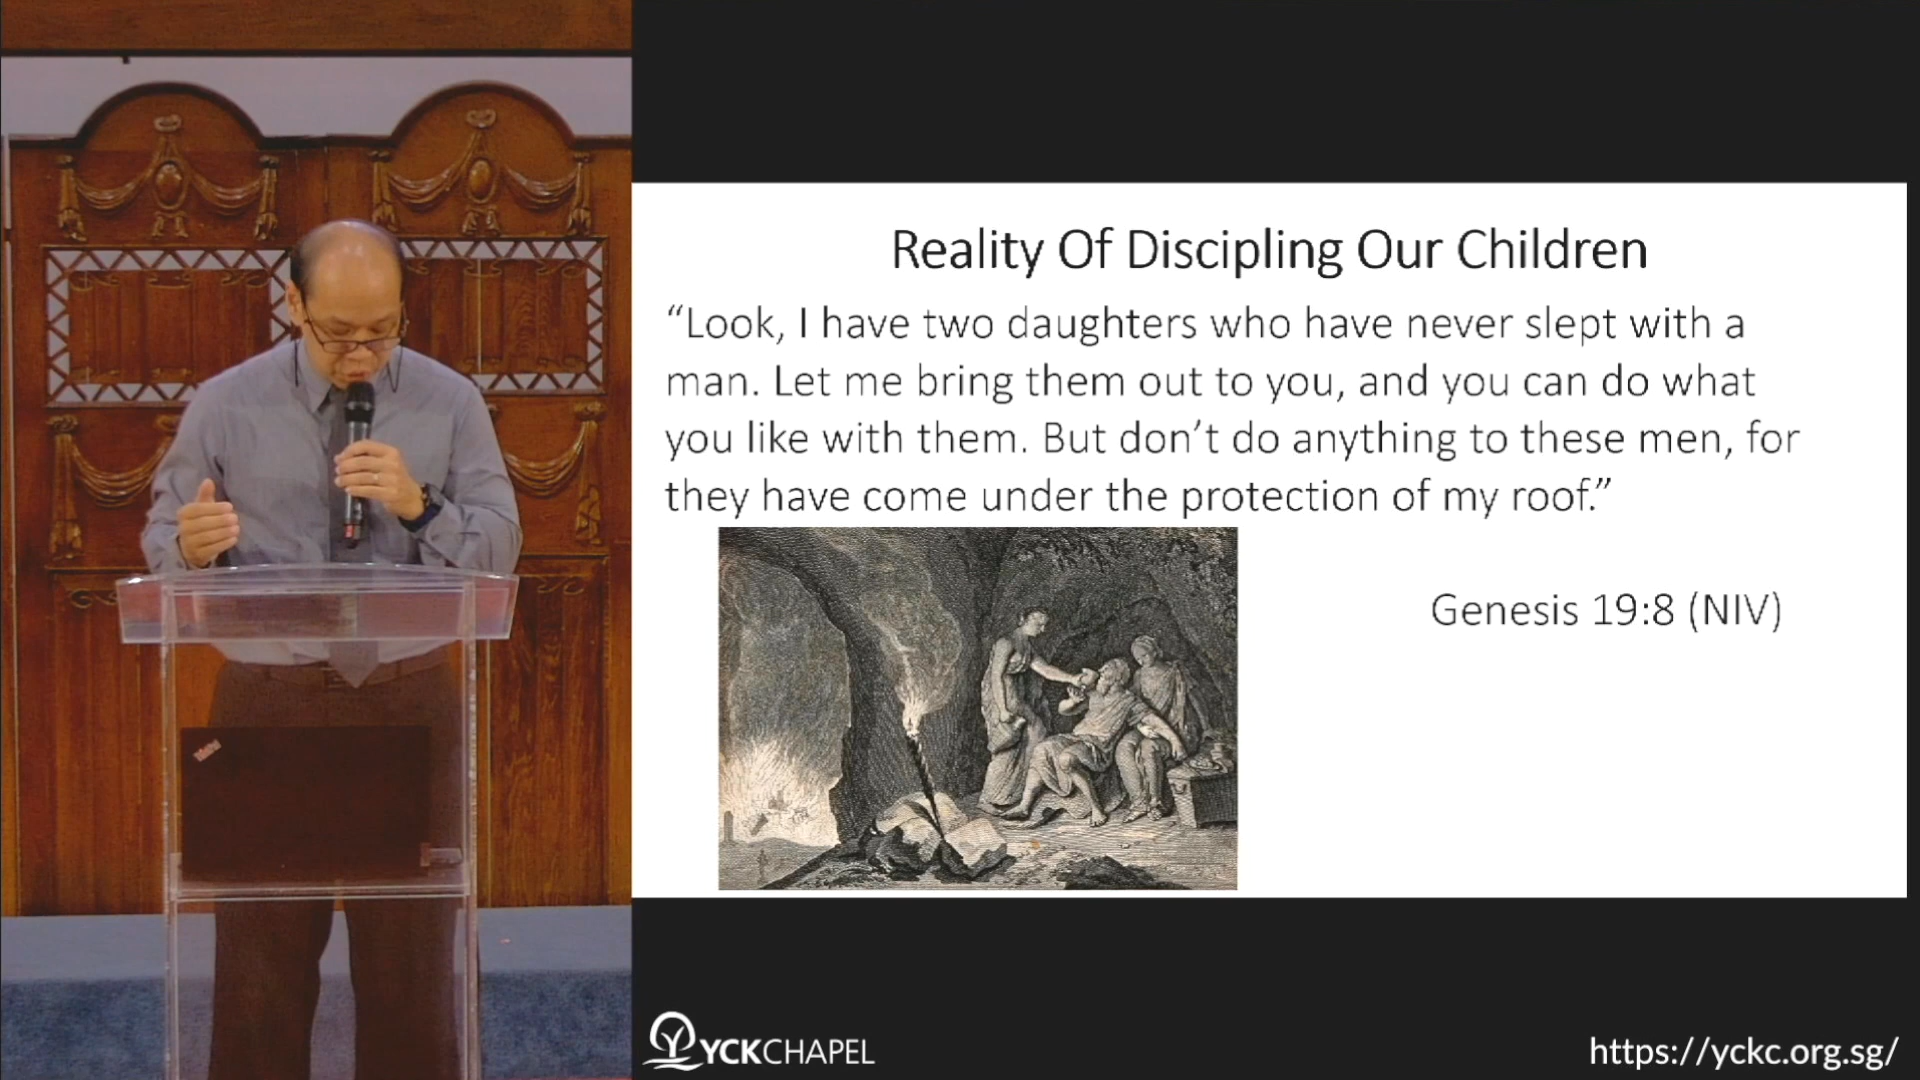 Reality Of Discipling Our Children
“Look, I have two daughters who have never slept with a
man. Let me bring them out to you, and you can do what
you like with them. But don’t do anything to these men, for
they have come under the protection of my roof.”
Genesis 19:8 (NIV)
YCKCHAPEL
https://yckc.org.sg/